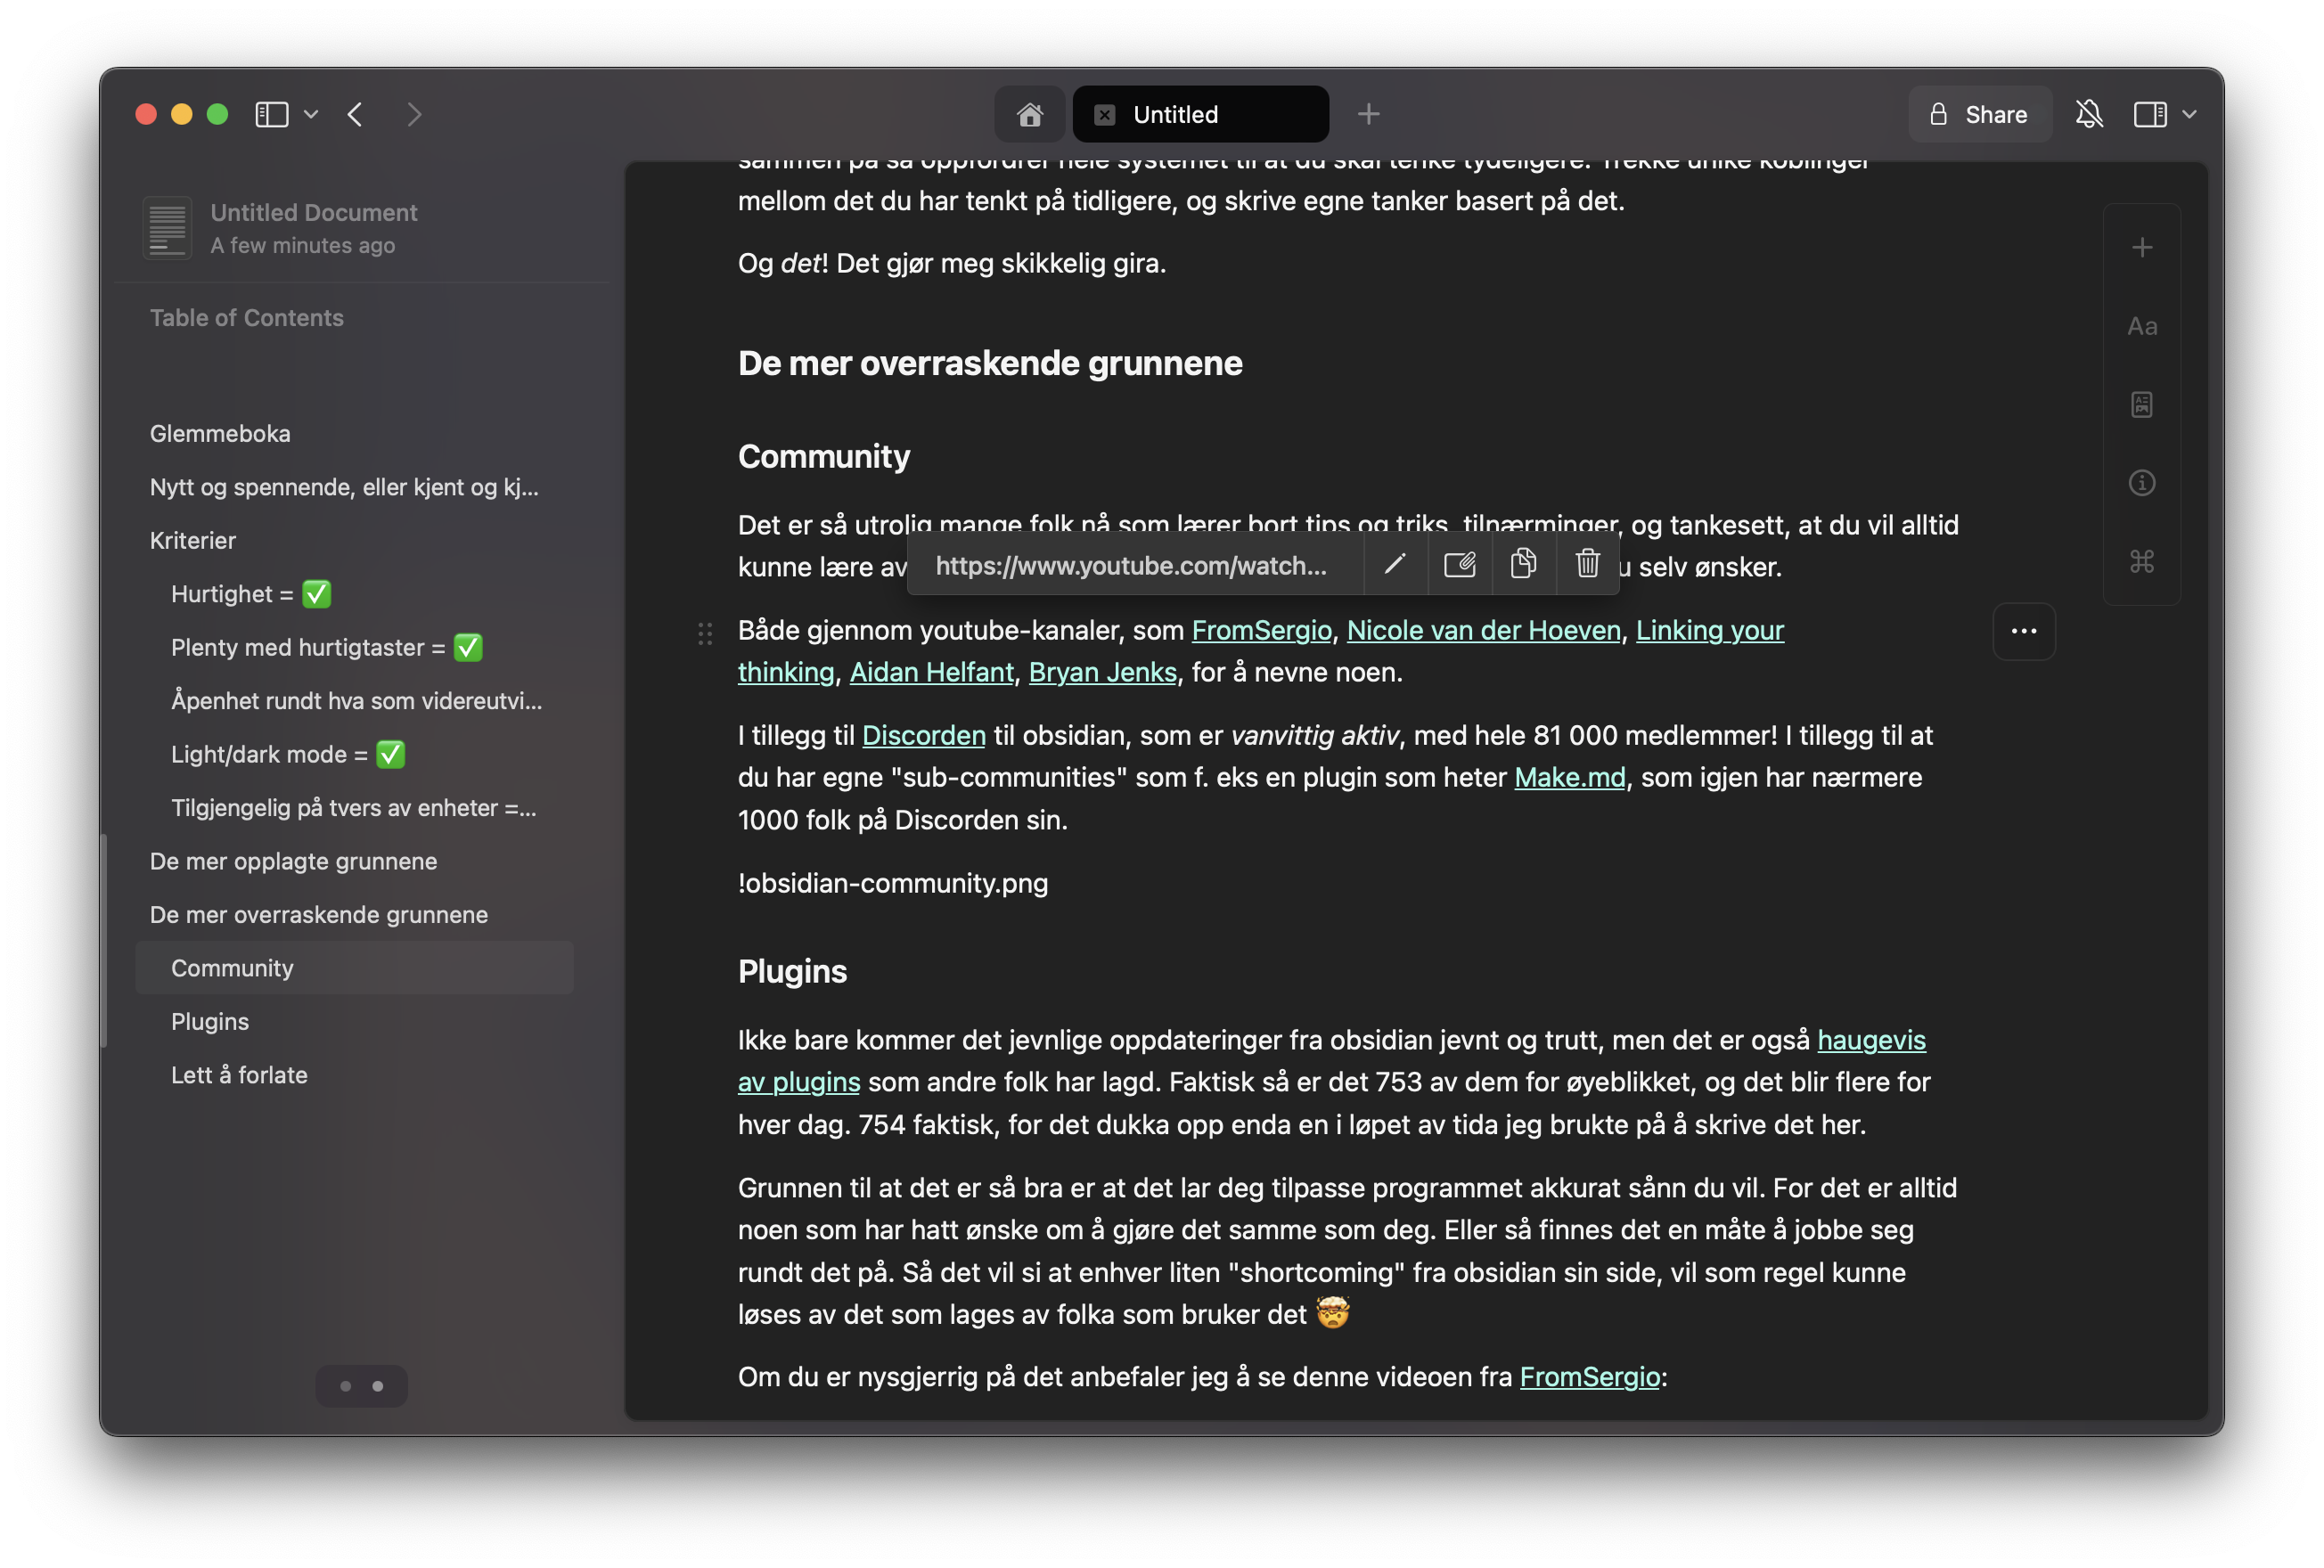 Untitled
Share
Untitled Document
A few minutes ago
Table of Contents
Glemmeboka
Nytt og spennende, eller kjent og kj...
Kriterier
Hurtighet = ✅
Plenty med hurtigtaster = ✅
Åpenhet rundt hva som videreutvi...
Light/dark mode = ✅
Tilgjengelig på tvers av enheter =...
De mer opplagte grunnene
De mer overraskende grunnene
Community
Plugins
Lett å forlate
sammen på så oppfordrer hele systemet til at du skal tenke tydeligere. Trekke unike koblinger
mellom det du har tenkt på tidligere, og skrive egne tanker basert på det.
Og det! Det gjør meg skikkelig gira.
De mer overraskende grunnene
Community
Det er så utrolig mange folk nå som lærer bort tips og triks, tilnærminger, og tankesett, at du vil alltid
kunne lære av
https://www.youtube.com/watch...
u selv ønsker.
Både gjennom youtube-kanaler, som FromSergio, Nicole van der Hoeven, Linking your
thinking, Aidan Helfant, Bryan Jenks, for å nevne noen.
I tillegg til Discorden til obsidian, som er vanvittig aktiv, med hele 81 000 medlemmer! I tillegg til at
du har egne "sub-communities" som f. eks en plugin som heter Make.md, som igjen har nærmere
1000 folk på Discorden sin.
!obsidian-community.png
Plugins
Ikke bare kommer det jevnlige oppdateringer fra obsidian jevnt og trutt, men det er også haugevis
av plugins som andre folk har lagd. Faktisk så er det 753 av dem for øyeblikket, og det blir flere for
hver dag. 754 faktisk, for det dukka opp enda en i løpet av tida jeg brukte på å skrive det her.
Grunnen til at det er så bra er at det lar deg tilpasse programmet akkurat sånn du vil. For det er alltid
noen som har hatt ønske om å gjøre det samme som deg. Eller så finnes det en måte å jobbe seg
rundt det på. Så det vil si at enhver liten "shortcoming" fra obsidian sin side, vil som regel kunne
løses av det som lages av folka som bruker det 🤯
Om du er nysgjerrig på det anbefaler jeg å se denne videoen fra FromSergio:
Aa